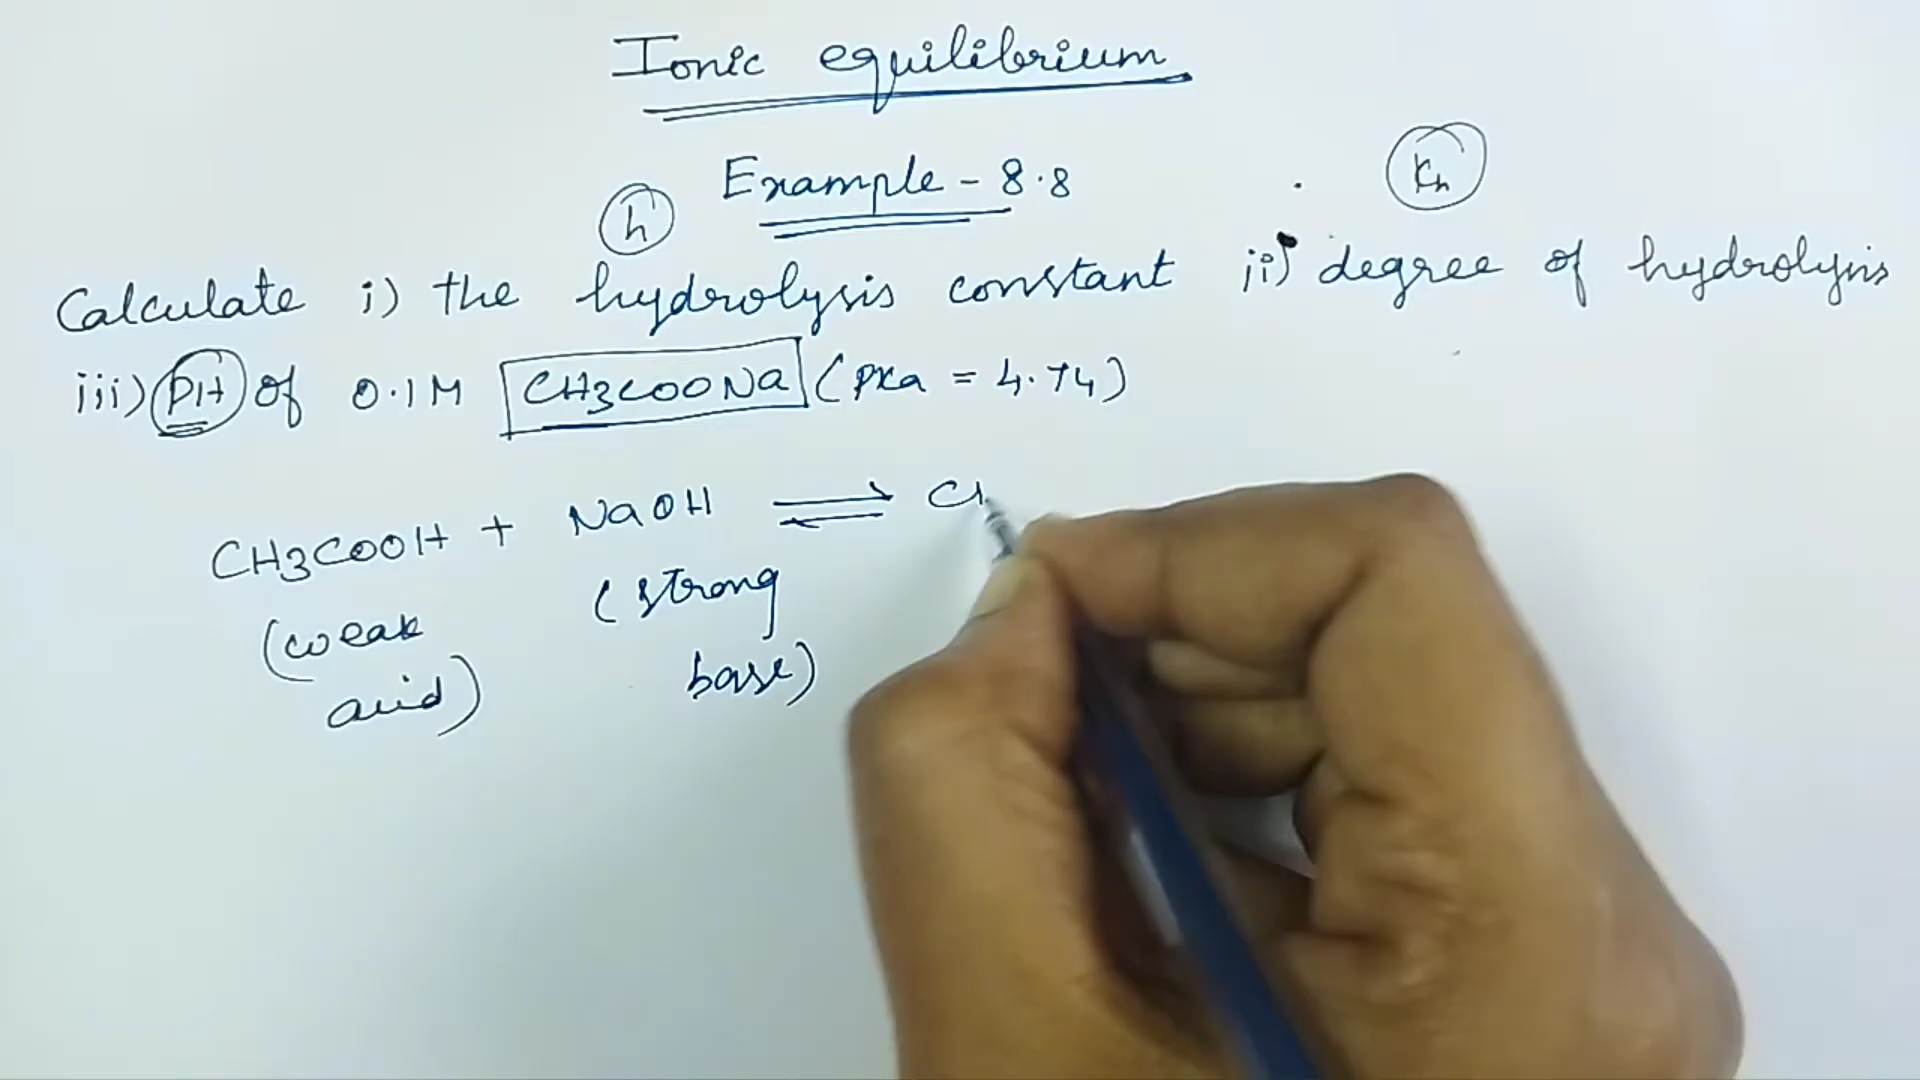 Ionic equilibrium
Example - 8.8
h
Kh
Calculate i) the hydrolysis constant ii) degree of hydrolysis
iii) PH of 0.1M CH3COONa (PKa = 4.74)
CH3COOH + NaOH ⇌ CH
(weak acid)
(strong base)